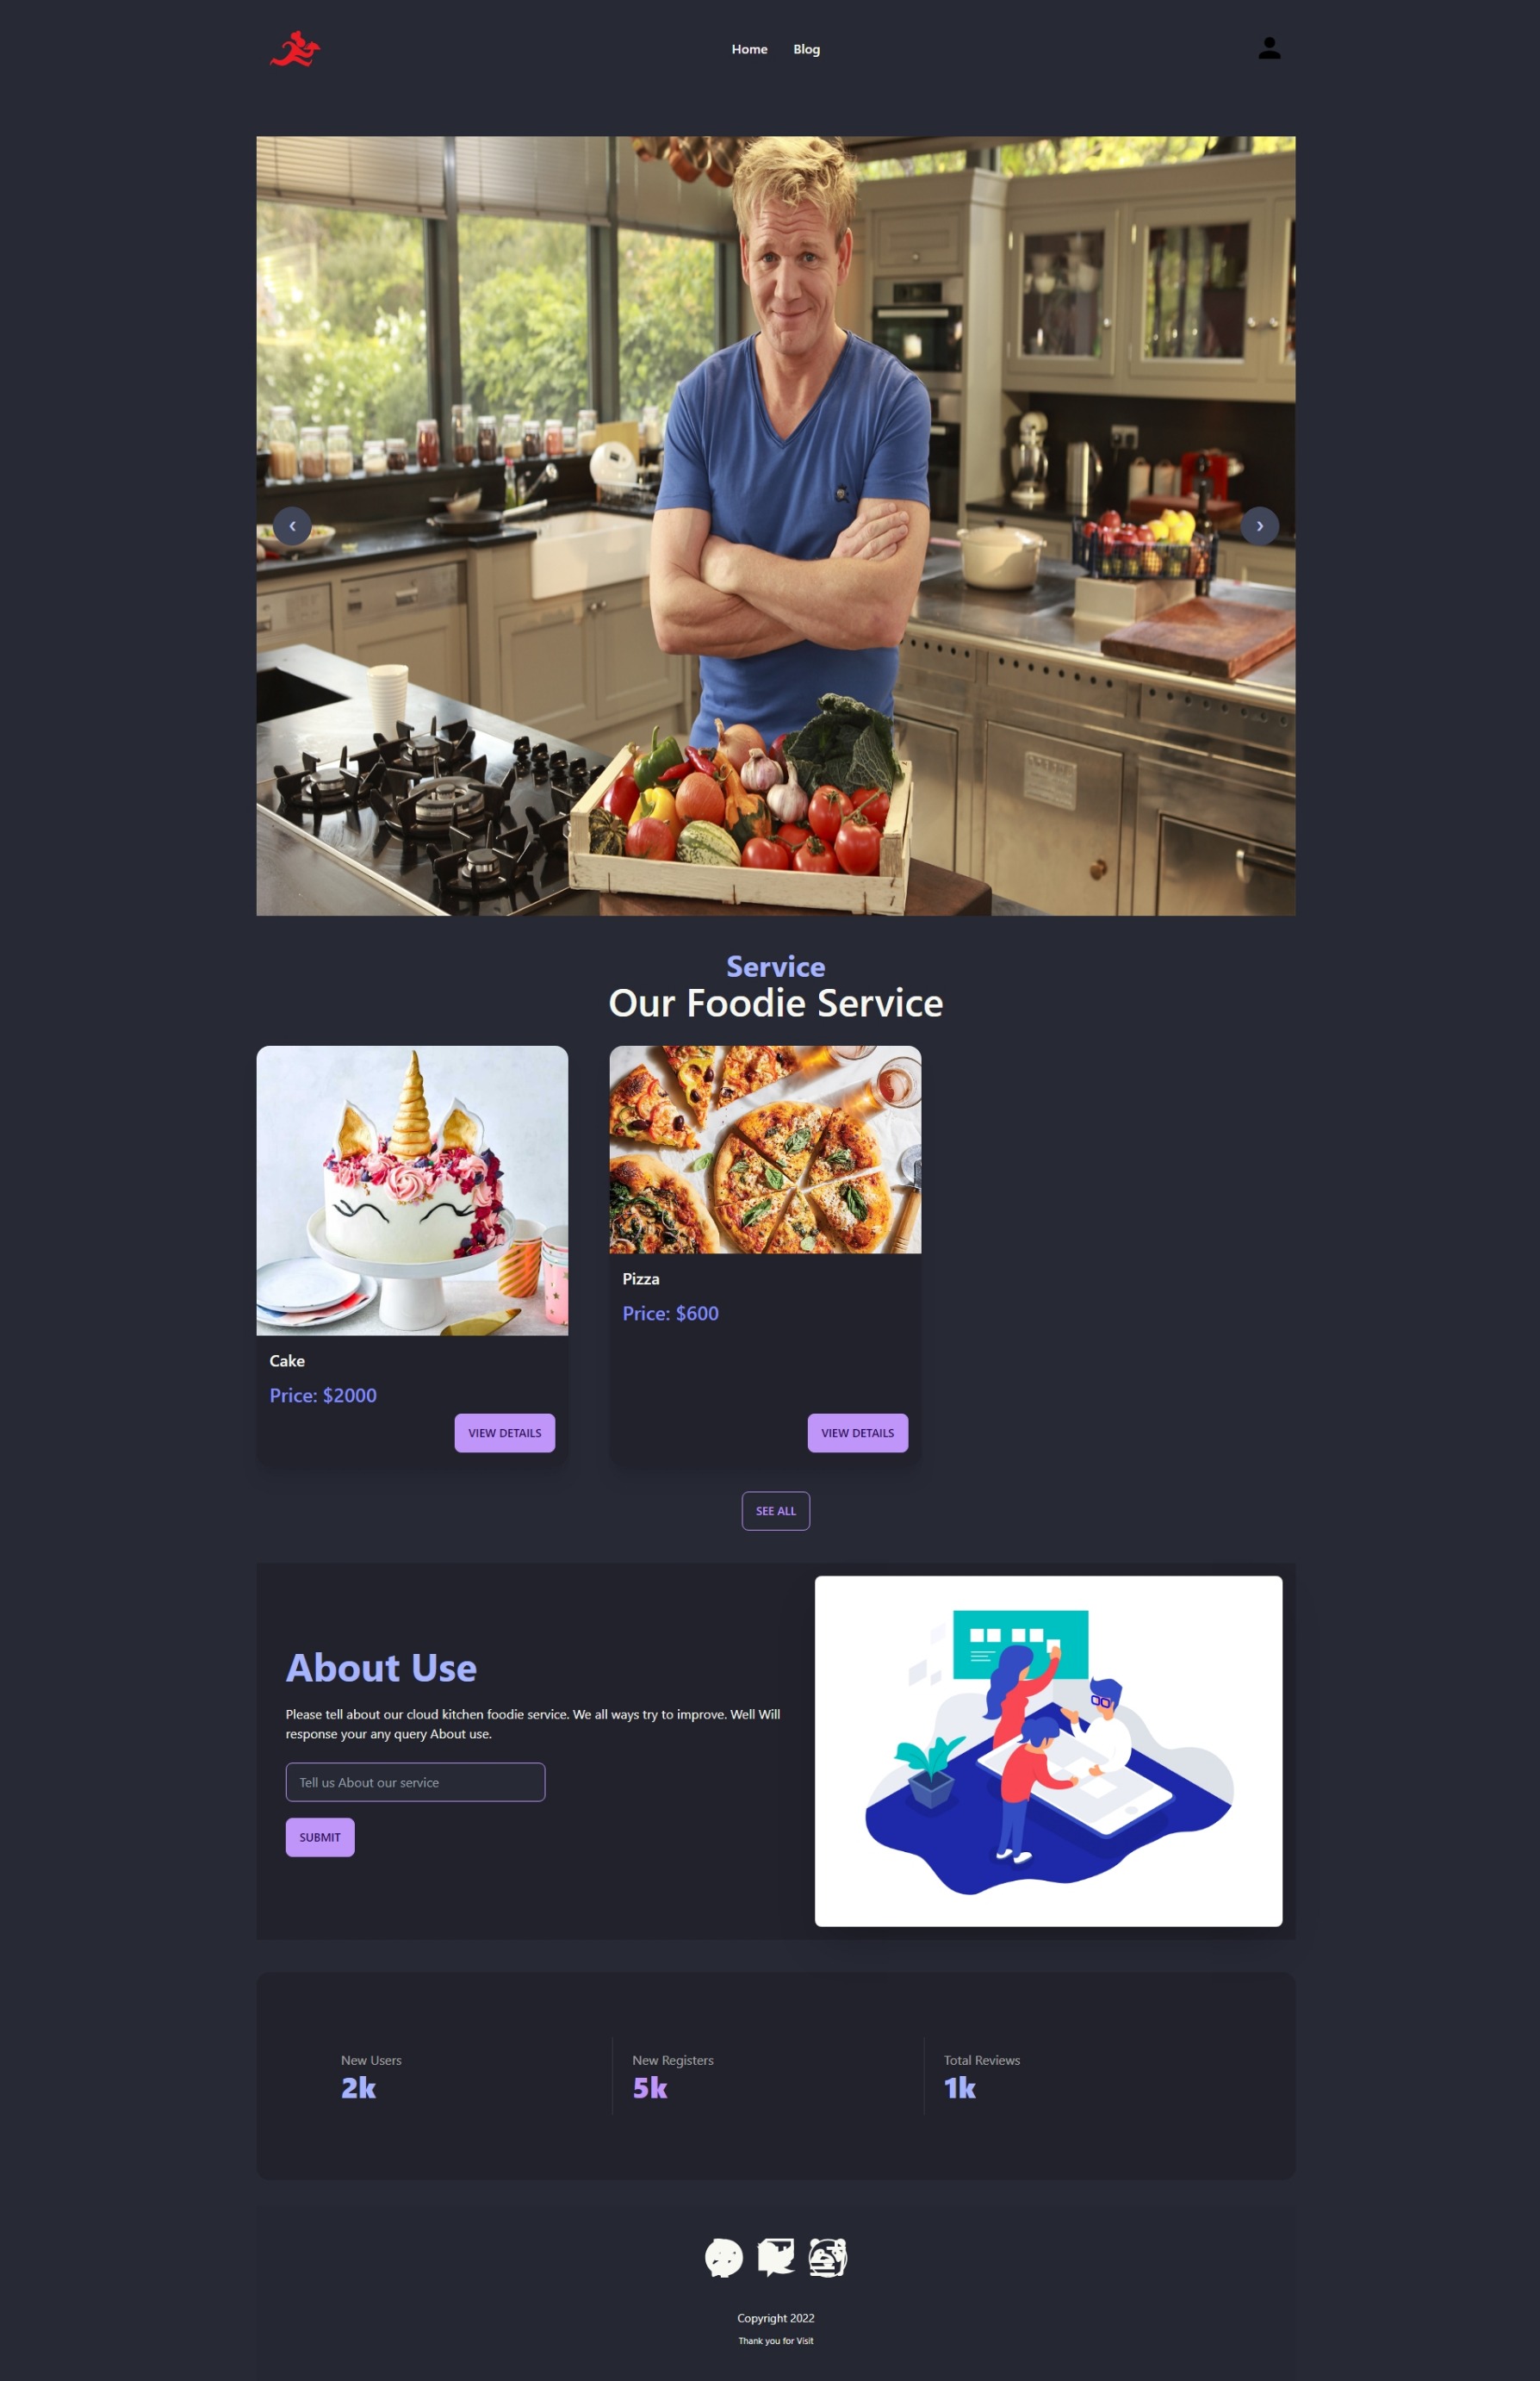 Home
Blog
Service
Our Foodie Service
Cake
Price: $2000
VIEW DETAILS
Pizza
Price: $600
VIEW DETAILS
SEE ALL
About Use
Please tell about our cloud kitchen foodie service. We all ways try to improve. Well Will
response your any query About use.
Tell us About our service
SUBMIT
New Users
2k
New Registers
5k
Total Reviews
1k
Copyright 2022
Thank you for Visit